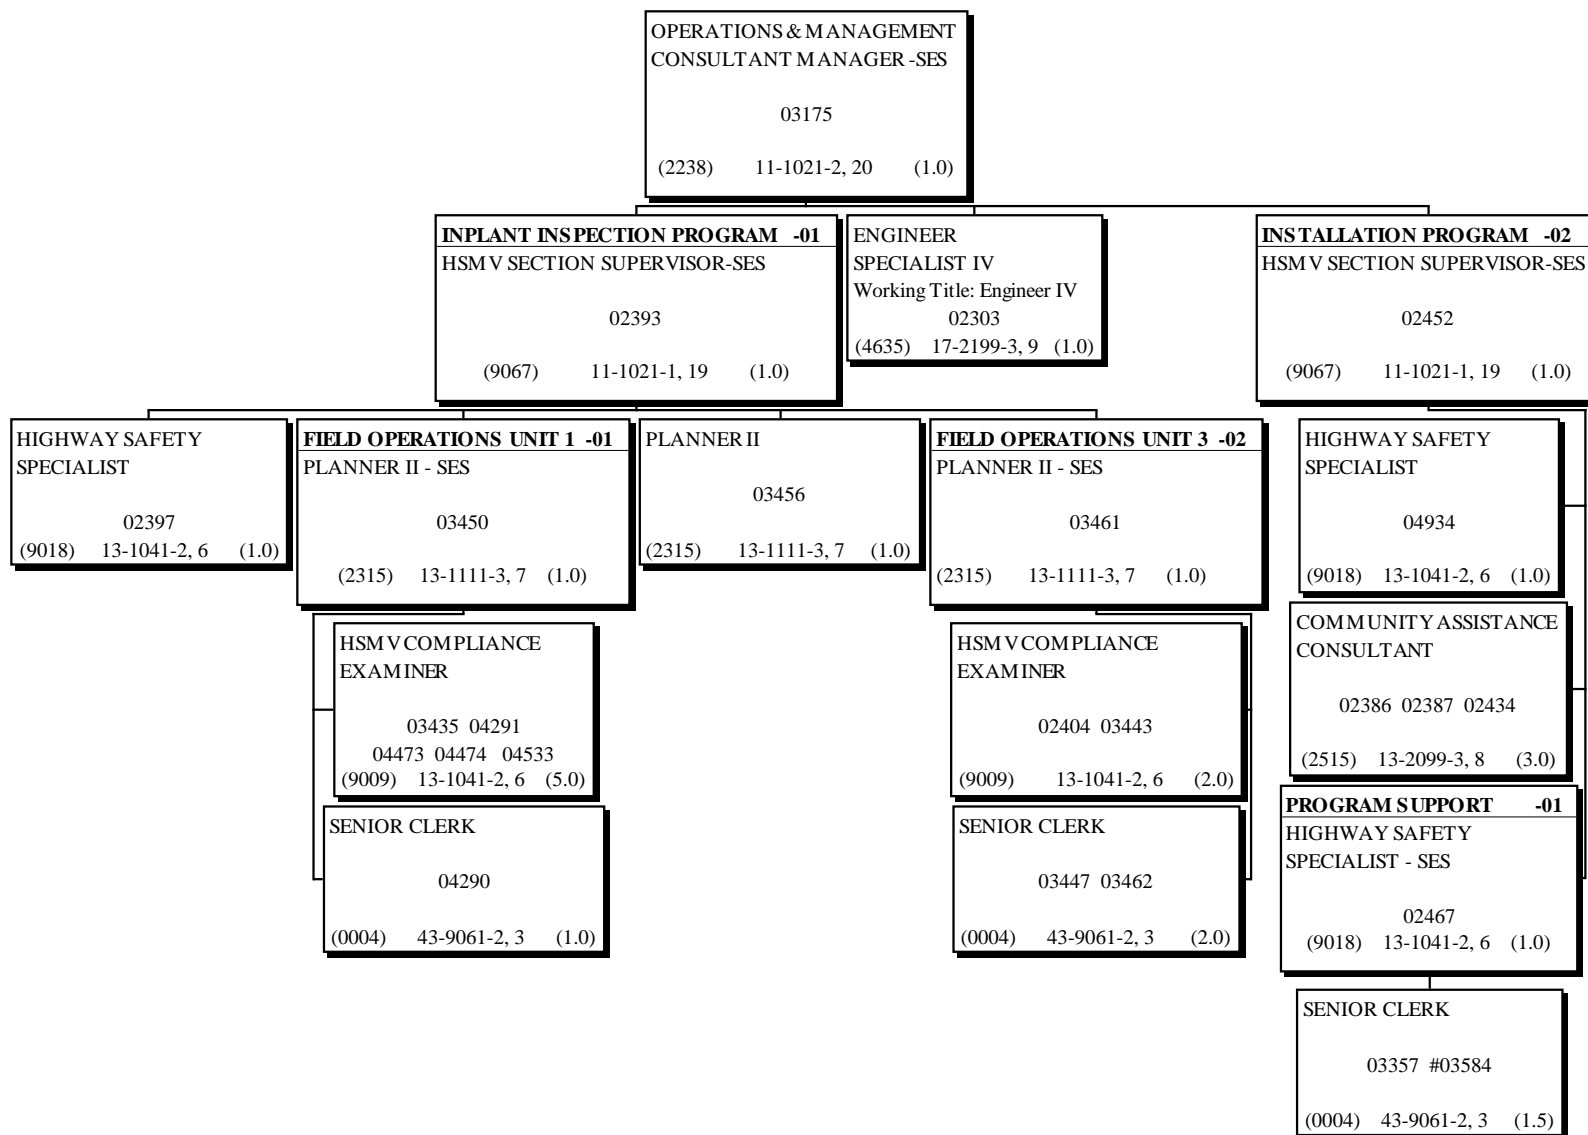 OPERATIONS & MANAGEMENT
CONSULTANT MANAGER -SES
03175
(2238) 11-1021-2, 20 (1.0)
INPLANT INSPECTION PROGRAM -01
HSMV SECTION SUPERVISOR-SES
02393
(9067) 11-1021-1, 19 (1.0)
ENGINEER
SPECIALIST IV
Working Title: Engineer IV
02303
(4635) 17-2199-3, 9 (1.0)
INSTALLATION PROGRAM -02
HSMV SECTION SUPERVISOR-SES
02452
(9067) 11-1021-1, 19 (1.0)
HIGHWAY SAFETY
SPECIALIST
02397
(9018) 13-1041-2, 6 (1.0)
FIELD OPERATIONS UNIT 1 -01
PLANNER II - SES
03450
(2315) 13-1111-3, 7 (1.0)
PLANNER II
03456
(2315) 13-1111-3, 7 (1.0)
FIELD OPERATIONS UNIT 3 -02
PLANNER II - SES
03461
(2315) 13-1111-3, 7 (1.0)
HIGHWAY SAFETY
SPECIALIST
04934
(9018) 13-1041-2, 6 (1.0)
HSMV COMPLIANCE
EXAMINER
03435 04291
04473 04474 04533
(9009) 13-1041-2, 6 (5.0)
HSMV COMPLIANCE
EXAMINER
02404 03443
(9009) 13-1041-2, 6 (2.0)
COMMUNITY ASSISTANCE
CONSULTANT
02386 02387 02434
(2515) 13-2099-3, 8 (3.0)
SENIOR CLERK
04290
(0004) 43-9061-2, 3 (1.0)
SENIOR CLERK
03447 03462
(0004) 43-9061-2, 3 (2.0)
PROGRAM SUPPORT -01
HIGHWAY SAFETY
SPECIALIST - SES
02467
(9018) 13-1041-2, 6 (1.0)
SENIOR CLERK
03357 #03584
(0004) 43-9061-2, 3 (1.5)